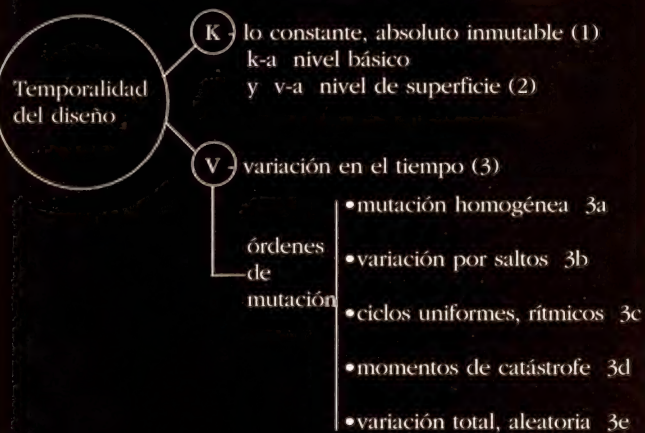 Temporalidad
del diseño
K lo constante, absoluto inmutable (1)
k-a nivel básico
y v-a nivel de superficie (2)
V variación en el tiempo (3)
órdenes
de
mutación
•mutación homogénea 3a
•variación por saltos 3b
•ciclos uniformes, rítmicos 3c
•momentos de catástrofe 3d
•variación total, aleatoria 3e